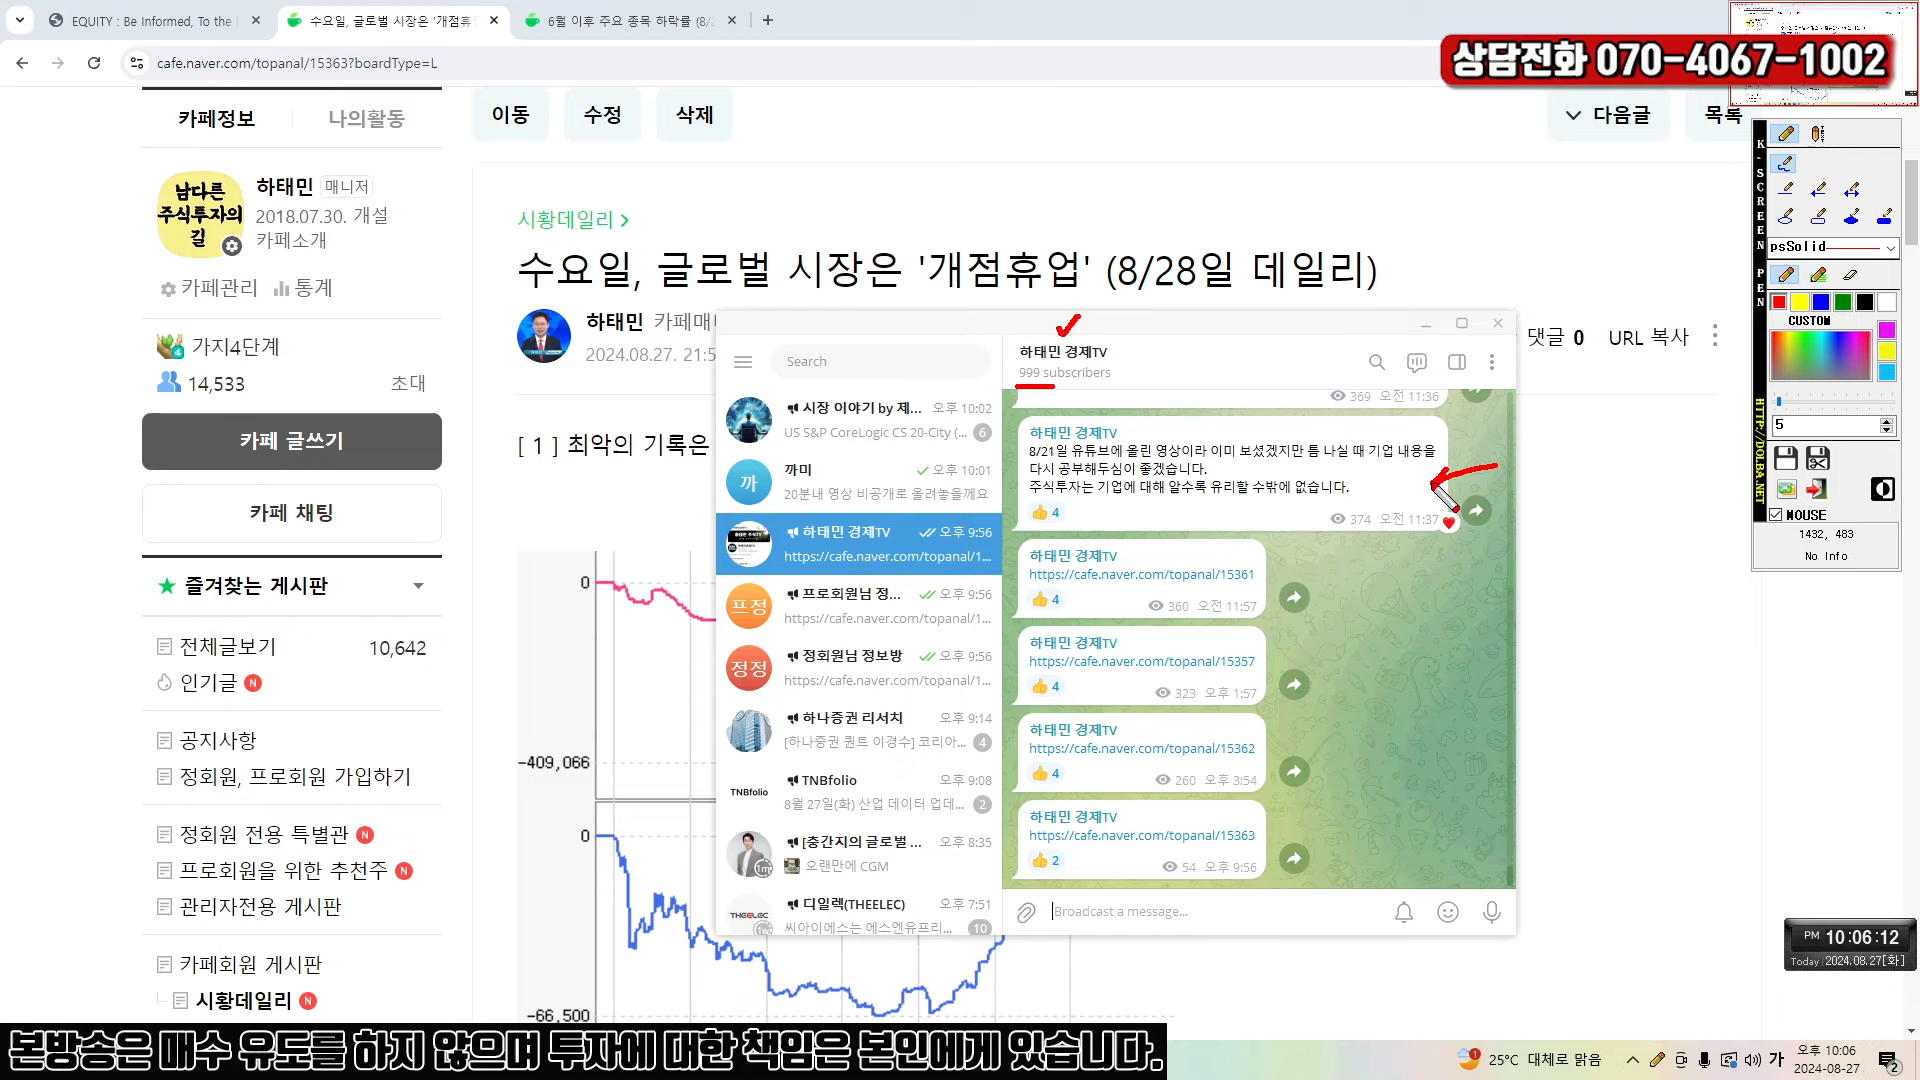 EQUITY : Be Informed, To the
수요일, 글로벌 시장은 '개점휴
6월 이후 주요 종목 하락률 (8/
cafe.naver.com/topanal/15363?boardType=L
상담전화 070-4067-1002
카페정보
나의활동
이동
수정
삭제
다음글
목록
남다른
주식투자의
길
하태민 매니저
2018.07.30. 개설
카페소개
카페관리
통계
가지4단계
14,533
초대
카페 글쓰기
카페 채팅
즐겨찾는 게시판
전체글보기 10,642
인기글 N
공지사항
정회원, 프로회원 가입하기
정회원 전용 특별관 N
프로회원을 위한 추천주 N
관리자전용 게시판
카페회원 게시판
시황데일리 N
시황데일리 >
수요일, 글로벌 시장은 '개점휴업' (8/28일 데일리)
하태민 카페매
2024.08.27. 21:5
댓글 0 URL 복사
[ 1 ] 최악의 기록은
0
-409,066
0
-66,500
Search
시장 이야기 by 제... 오후 10:02
US S&P CoreLogic CS 20-City (... 6
까
까미 오후 10:01
20분내 영상 비공개로 올려놓을께요
하태민 경제TV 오후 9:56
https://cafe.naver.com/topanal/1...
프정
프로회원님 정... 오후 9:56
https://cafe.naver.com/topanal/1...
정정
정회원님 정보방 오후 9:56
https://cafe.naver.com/topanal/1...
하나증권 리서치 오후 9:14
[하나증권 퀀트 이경수] 코리아... 4
TNBfolio
TNBfolio 오후 9:08
8월 27일(화) 산업 데이터 업데... 2
[충간지의 글로벌 ... 오후 8:35
오랜만에 CGM
THEELEC
디일렉(THEELEC) 오후 7:51
씨아이에스는 에스엔유프리... 10
하태민 경제TV
999 subscribers
369 오전 11:36
하태민 경제TV
8/21일 유튜브에 올린 영상이라 이미 보셨겠지만 틈 나실 때 기업 내용을
다시 공부해두심이 좋겠습니다.
주식투자는 기업에 대해 알수록 유리할 수밖에 없습니다.
4
374 오전 11:37
하태민 경제TV
https://cafe.naver.com/topanal/15361
4
360 오전 11:57
하태민 경제TV
https://cafe.naver.com/topanal/15357
4
323 오후 1:57
하태민 경제TV
https://cafe.naver.com/topanal/15362
4
260 오후 3:54
하태민 경제TV
https://cafe.naver.com/topanal/15363
2
54 오후 9:56
Broadcast a message...
K-SCREEN PEN
HTTP://DOLBA.NET
psSolid
CUSTOM
5
MOUSE
1432, 483
No Info
PM 10:06:12
Today 2024.08.27[화]
본방송은 매수 유도를 하지 않으며 투자에 대한 책임은 본인에게 있습니다.
25°C 대체로 맑음
가
오후 10:06
2024-08-27
2